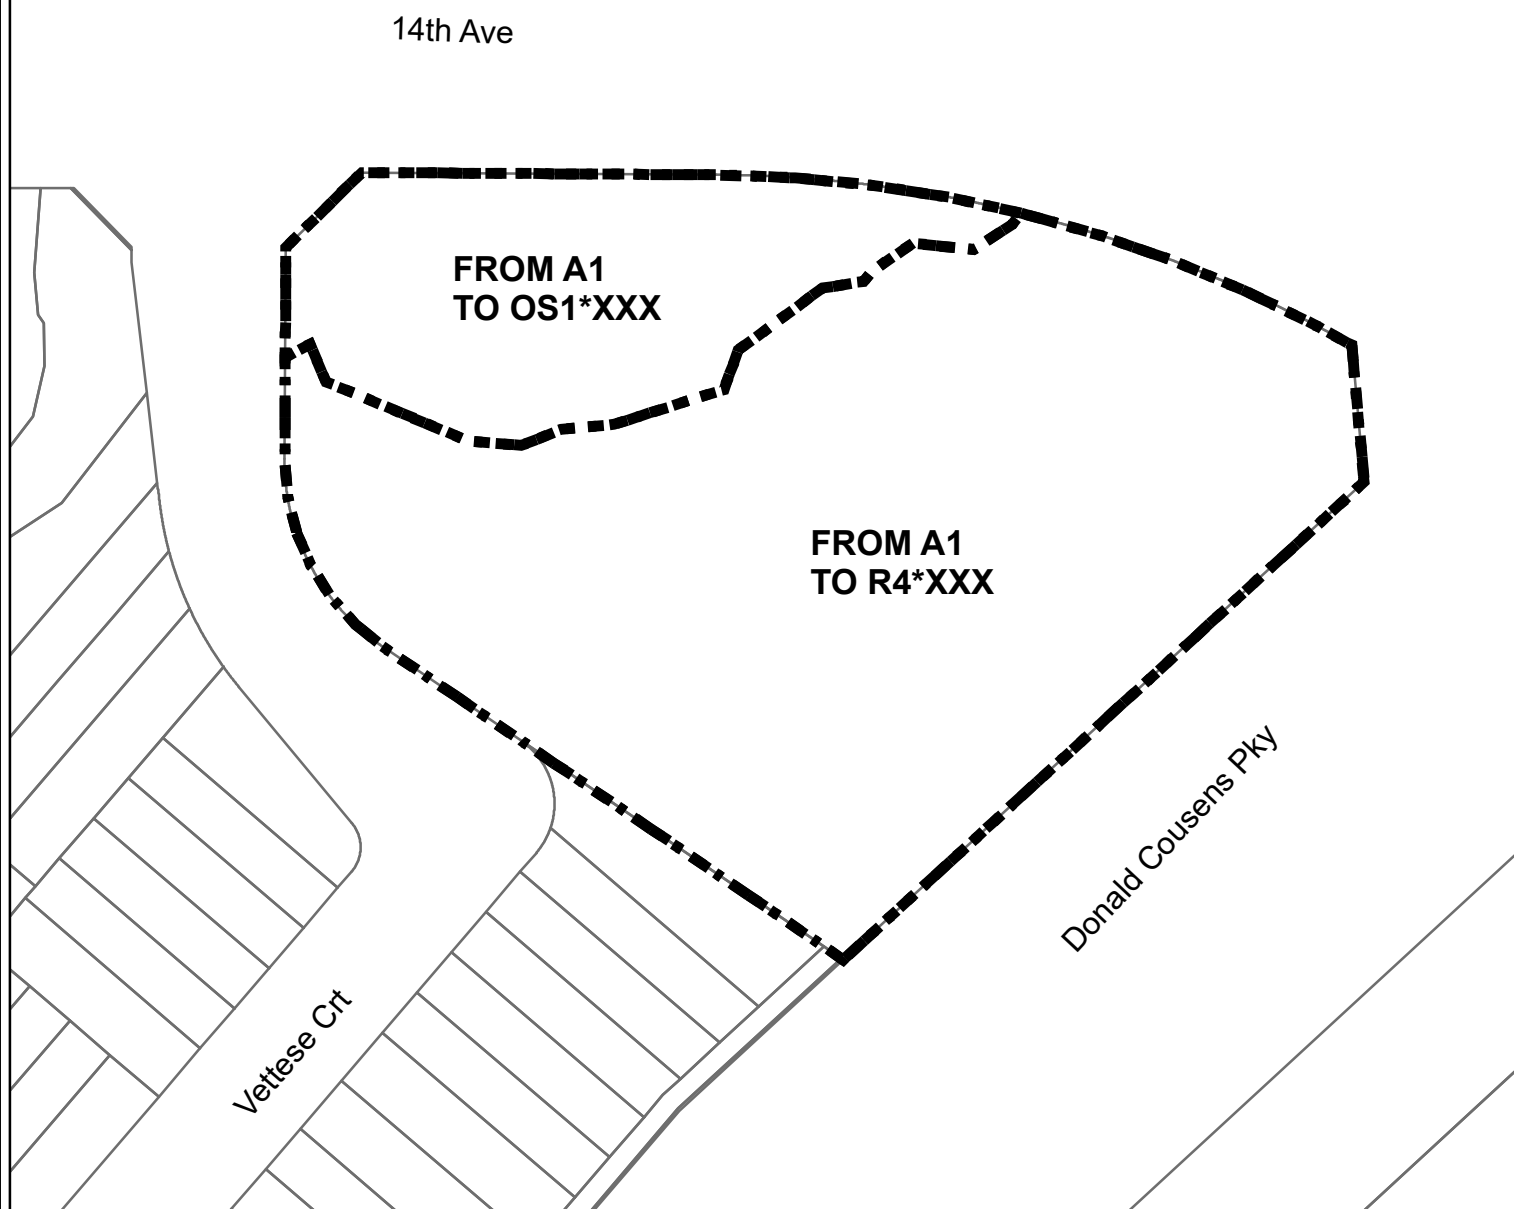 14th Ave
FROM A1
TO OS1*XXX
FROM A1
TO R4*XXX
Donald Cousens Pky
Vettese Crt